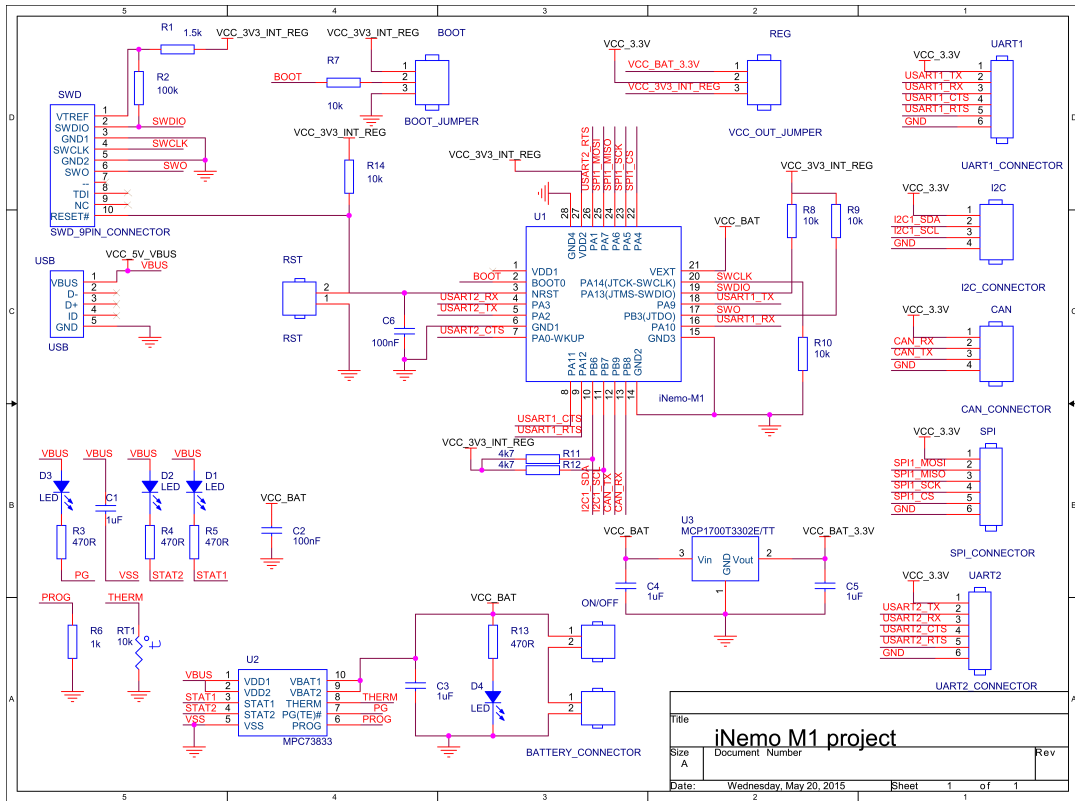 5
4
3
2
1
D
C
B
A
R1
1.5k
VCC_3V3_INT_REG
R2
100k
SWD
VTREF 1
SWDIO 2 SWDIO
GND1 3
SWCLK 4 SWCLK
GND2 5
SWO 6 SWO
-- 7
TDI 8
NC 9
RESET# 10
SWD_9PIN_CONNECTOR
VCC_3V3_INT_REG
BOOT
BOOT
R7
10k
1
2
3
BOOT_JUMPER
VCC_3V3_INT_REG
R14
10k
VCC_3.3V
REG
VCC_BAT_3.3V 1
2
VCC_3V3_INT_REG 3
VCC_OUT_JUMPER
VCC_3.3V
UART1
1
USART1_TX 2
USART1_RX 3
USART1_CTS 4
USART1_RTS 5
GND 6
UART1_CONNECTOR
VCC_3.3V
I2C
1
I2C1_SDA 2
I2C1_SCL 3
GND 4
I2C_CONNECTOR
VCC_3.3V
CAN
1
CAN_RX 2
CAN_TX 3
GND 4
CAN_CONNECTOR
VCC_3.3V
SPI
1
SPI1_MOSI 2
SPI1_MISO 3
SPI1_SCK 4
SPI1_CS 5
GND 6
SPI_CONNECTOR
VCC_3.3V
UART2
1
USART2_TX 2
USART2_RX 3
USART2_CTS 4
USART2_RTS 5
GND 6
UART2_CONNECTOR
USB
VCC_5V_VBUS
VBUS
VBUS 1
D- 2
D+ 3
ID 4
GND 5
USB
RST
2
1
RST
C6
100nF
VCC_3V3_INT_REG
USART2_RTS
SPI1_MOSI
SPI1_MISO
SPI1_SCK
SPI1_CS
U1
28 27 26 25 24 23 22
GND4 VDD2 PA1 PA7 PA6 PA5 PA4
1 VDD1
BOOT 2 BOOT0
3 NRST
USART2_RX 4 PA3
USART2_TX 5 PA2
6 GND1
USART2_CTS 7 PA0-WKUP
VEXT 21
PA14(JTCK-SWCLK) 20 SWCLK
PA13(JTMS-SWDIO) 19 SWDIO
PA9 18 USART1_TX
PB3(JTDO) 17 SWO
PA10 16 USART1_RX
GND3 15
PA11 PA12 PB6 PB7 PB9 PB8 GND2
8 9 10 11 12 13 14
iNemo-M1
VCC_BAT
VCC_3V3_INT_REG
R8
10k
R9
10k
R10
10k
USART1_CTS
USART1_RTS
VCC_3V3_INT_REG
4k7 R11
4k7 R12
I2C1_SDA
I2C1_SCL
CAN_TX
CAN_RX
VBUS
VBUS
VBUS
VBUS
D3
LED
C1
1uF
D2
LED
D1
LED
R3
470R
R4
470R
R5
470R
PG
VSS
STAT2
STAT1
VCC_BAT
C2
100nF
VCC_BAT
U3
MCP1700T3302E/TT
VCC_BAT_3.3V
3 Vin
GND
Vout 2
1
C4
1uF
C5
1uF
PROG
R6
1k
THERM
RT1
10k
t
U2
VBUS 1 VDD1
2 VDD2
STAT1 3 STAT1
STAT2 4 STAT2
VSS 5 VSS
VBAT1 10
VBAT2 9
THERM 8 THERM
PG(TE)# 7 PG
PROG 6 PROG
MPC73833
VCC_BAT
C3
1uF
R13
470R
D4
LED
ON/OFF
1
2
1
2
BATTERY_CONNECTOR
Title
iNemo M1 project
Size
A
Document Number
Rev
Date: Wednesday, May 20, 2015
Sheet 1 of 1
5
4
3
2
1